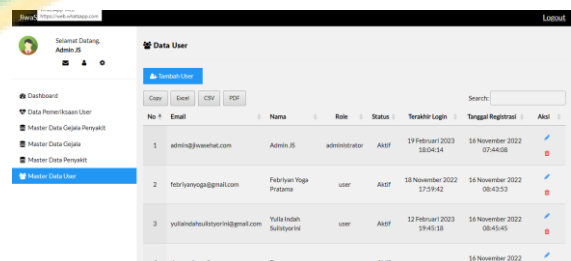 https://web.whatsapp.com
Logout
Selamat Datang,
Admin JS
Data User
Tambah User
Dashboard
Data Pemeriksaan User
Master Data Gejala Penyakit
Master Data Gejala
Master Data Penyakit
Master Data User
Copy Excel CSV PDF
Search:
No Email Nama Role Status Terakhir Login Tanggal Registrasi Aksi
1 admin@jiwasehat.com Admin JS administrator Aktif 19 Februari 2023 18:04:14 16 November 2022 07:44:08
2 febriyanyoga@gmail.com Febriyan Yoga Pratama user Aktif 18 November 2022 17:59:42 16 November 2022 08:43:53
3 yuliaindahsulistyorini@gmail.com Yulia Indah Sulistyorini user Aktif 12 Februari 2023 19:45:18 16 November 2022 08:45:45
16 November 2022